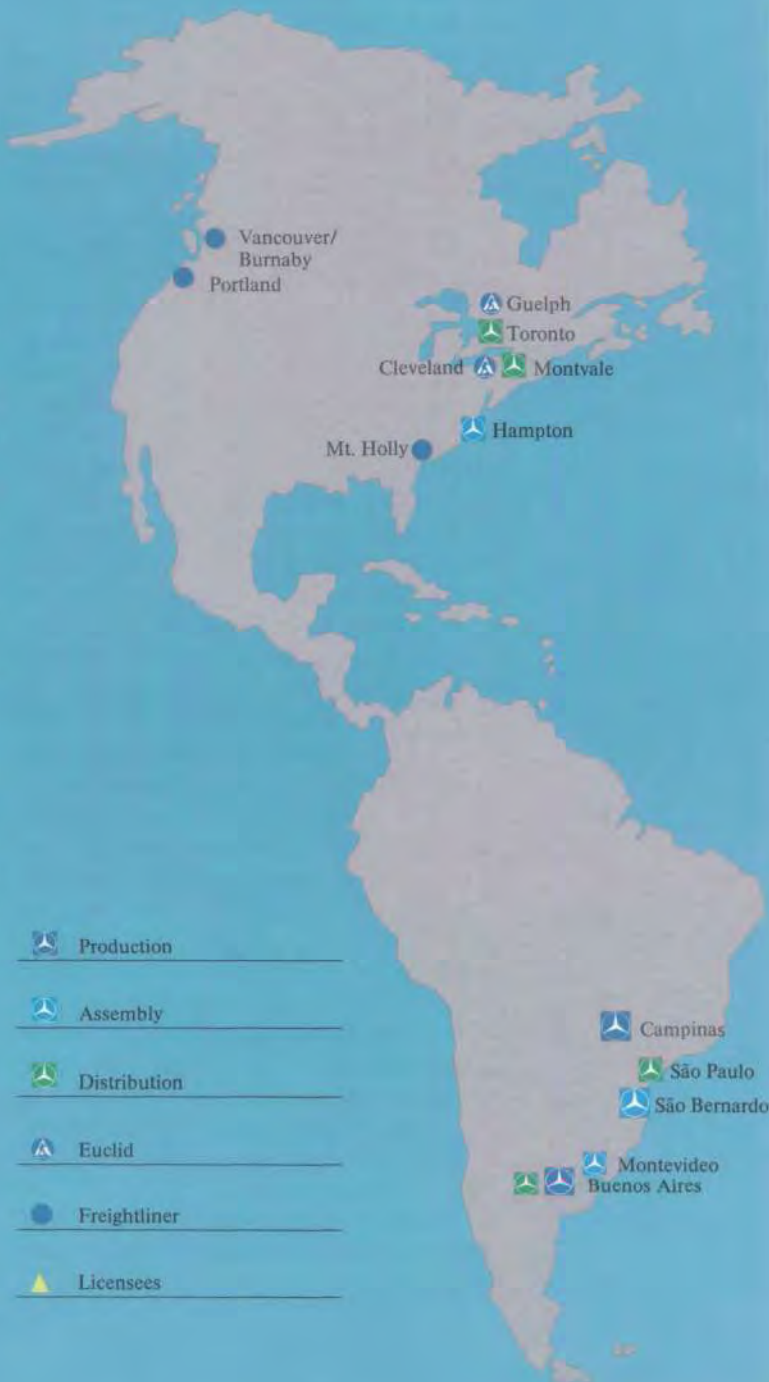 Vancouver/
Burnaby
Portland
Guelph
Toronto
Cleveland
Montvale
Hampton
Mt. Holly
Production
Assembly
Distribution
Euclid
Freightliner
Licensees
Campinas
São Paulo
São Bernardo
Montevideo
Buenos Aires